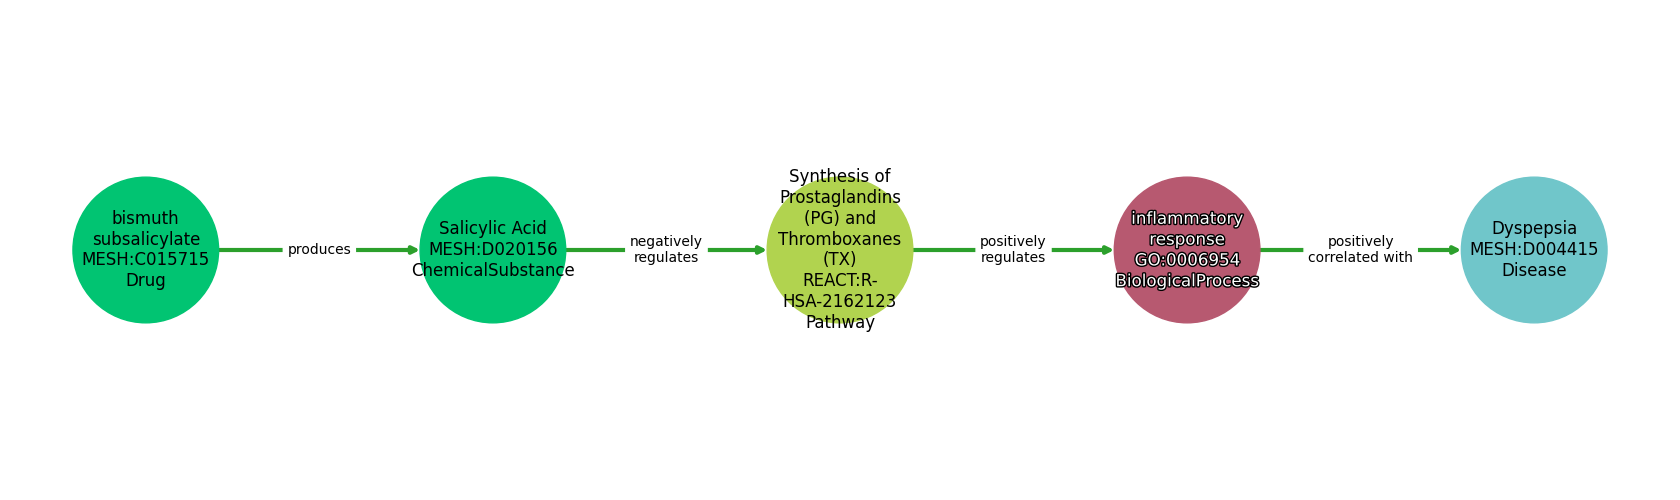 bismuth
subsalicylate
MESH:C015715
Drug
produces
Salicylic Acid
MESH:D020156
ChemicalSubstance
negatively
regulates
Synthesis of
Prostaglandins
(PG) and
Thromboxanes
(TX)
REACT:R-
HSA-2162123
Pathway
positively
regulates
inflammatory
response
GO:0006954
BiologicalProcess
positively
correlated with
Dyspepsia
MESH:D004415
Disease